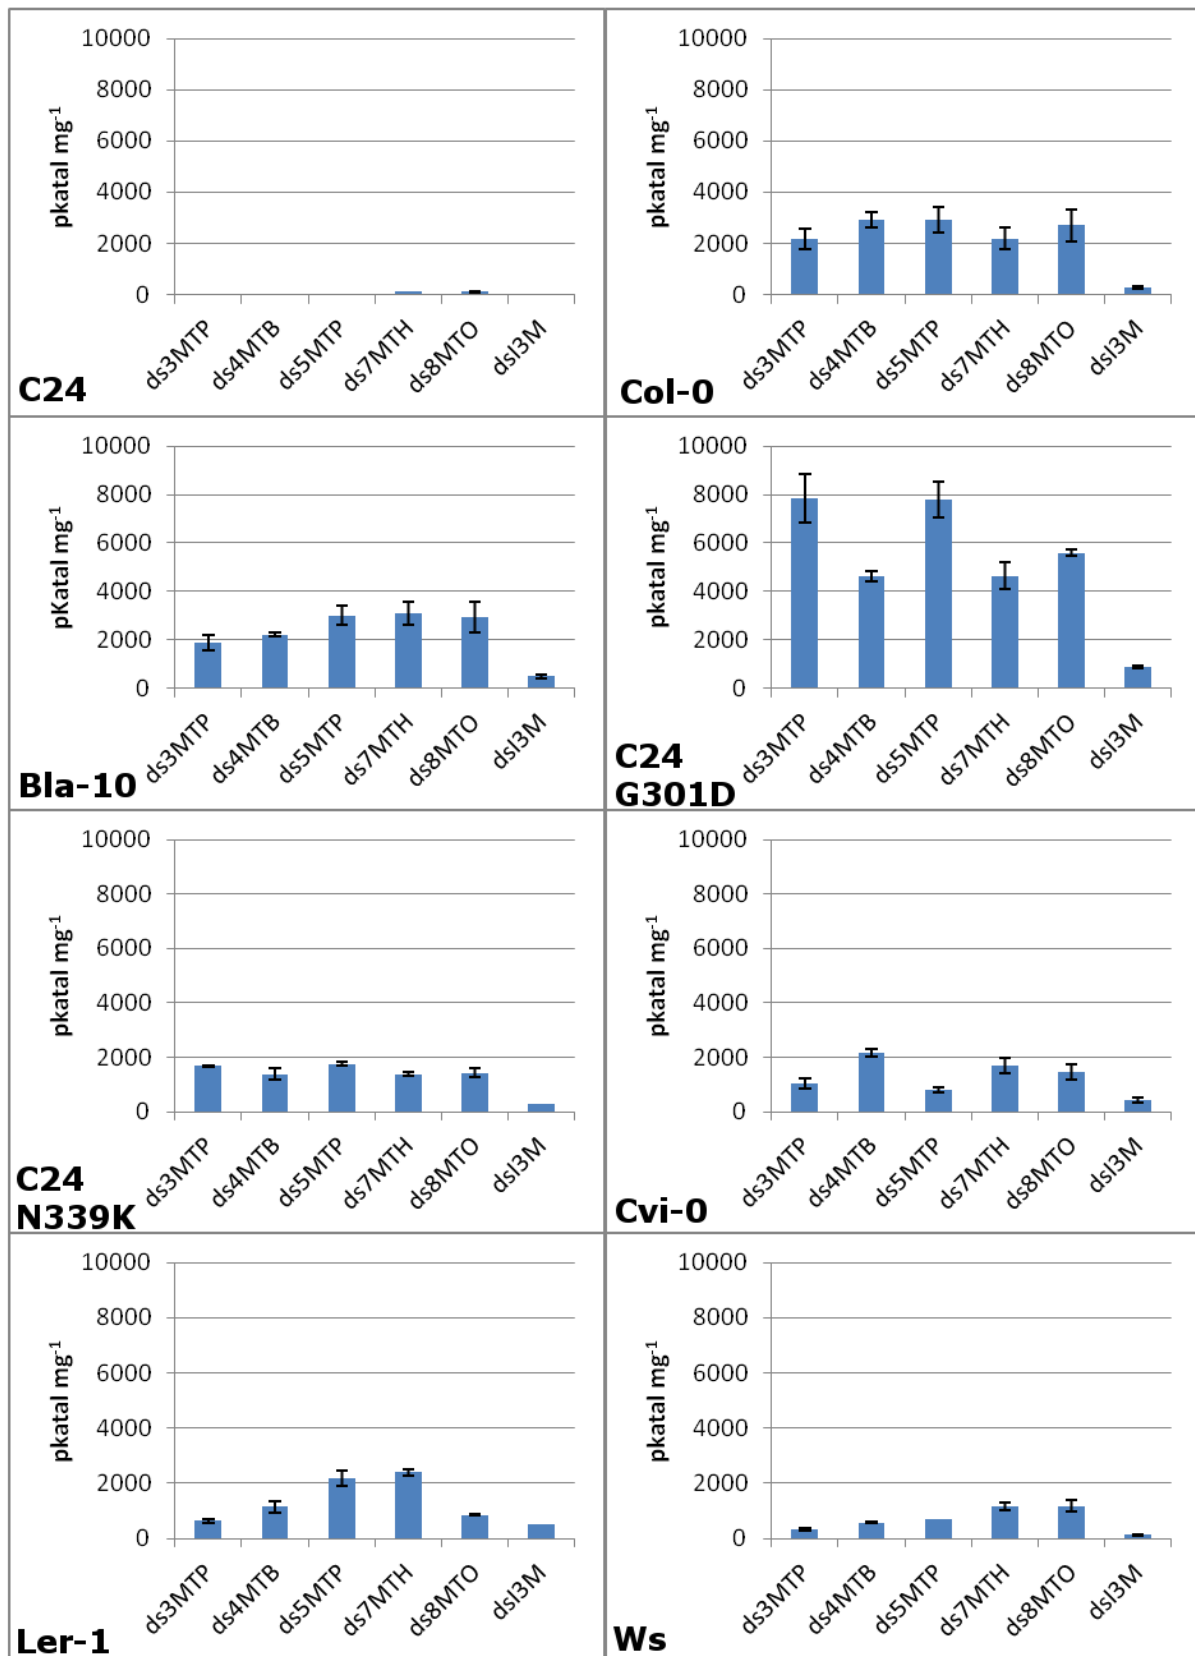 10000
8000
6000
4000
2000
0
pkatal mg-1
ds3MTP
ds4MTB
ds5MTP
ds7MTH
ds8MTO
dsI3M
C24
10000
8000
6000
4000
2000
0
pkatal mg-1
ds3MTP
ds4MTB
ds5MTP
ds7MTH
ds8MTO
dsI3M
Col-0
10000
8000
6000
4000
2000
0
pKatal mg-1
ds3MTP
ds4MTB
ds5MTP
ds7MTH
ds8MTO
dsI3M
Bla-10
10000
8000
6000
4000
2000
0
pkatal mg-1
ds3MTP
ds4MTB
ds5MTP
ds7MTH
ds8MTO
dsI3M
C24
G301D
10000
8000
6000
4000
2000
0
pkatal mg-1
ds3MTP
ds4MTB
ds5MTP
ds7MTH
ds8MTO
dsI3M
C24
N339K
10000
8000
6000
4000
2000
0
pkatal mg-1
ds3MTP
ds4MTB
ds5MTP
ds7MTH
ds8MTO
dsI3M
Cvi-0
10000
8000
6000
4000
2000
0
pkatal mg-1
ds3MTP
ds4MTB
ds5MTP
ds7MTH
ds8MTO
dsI3M
Ler-1
10000
8000
6000
4000
2000
0
pkatal mg-1
ds3MTP
ds4MTB
ds5MTP
ds7MTH
ds8MTO
dsI3M
Ws